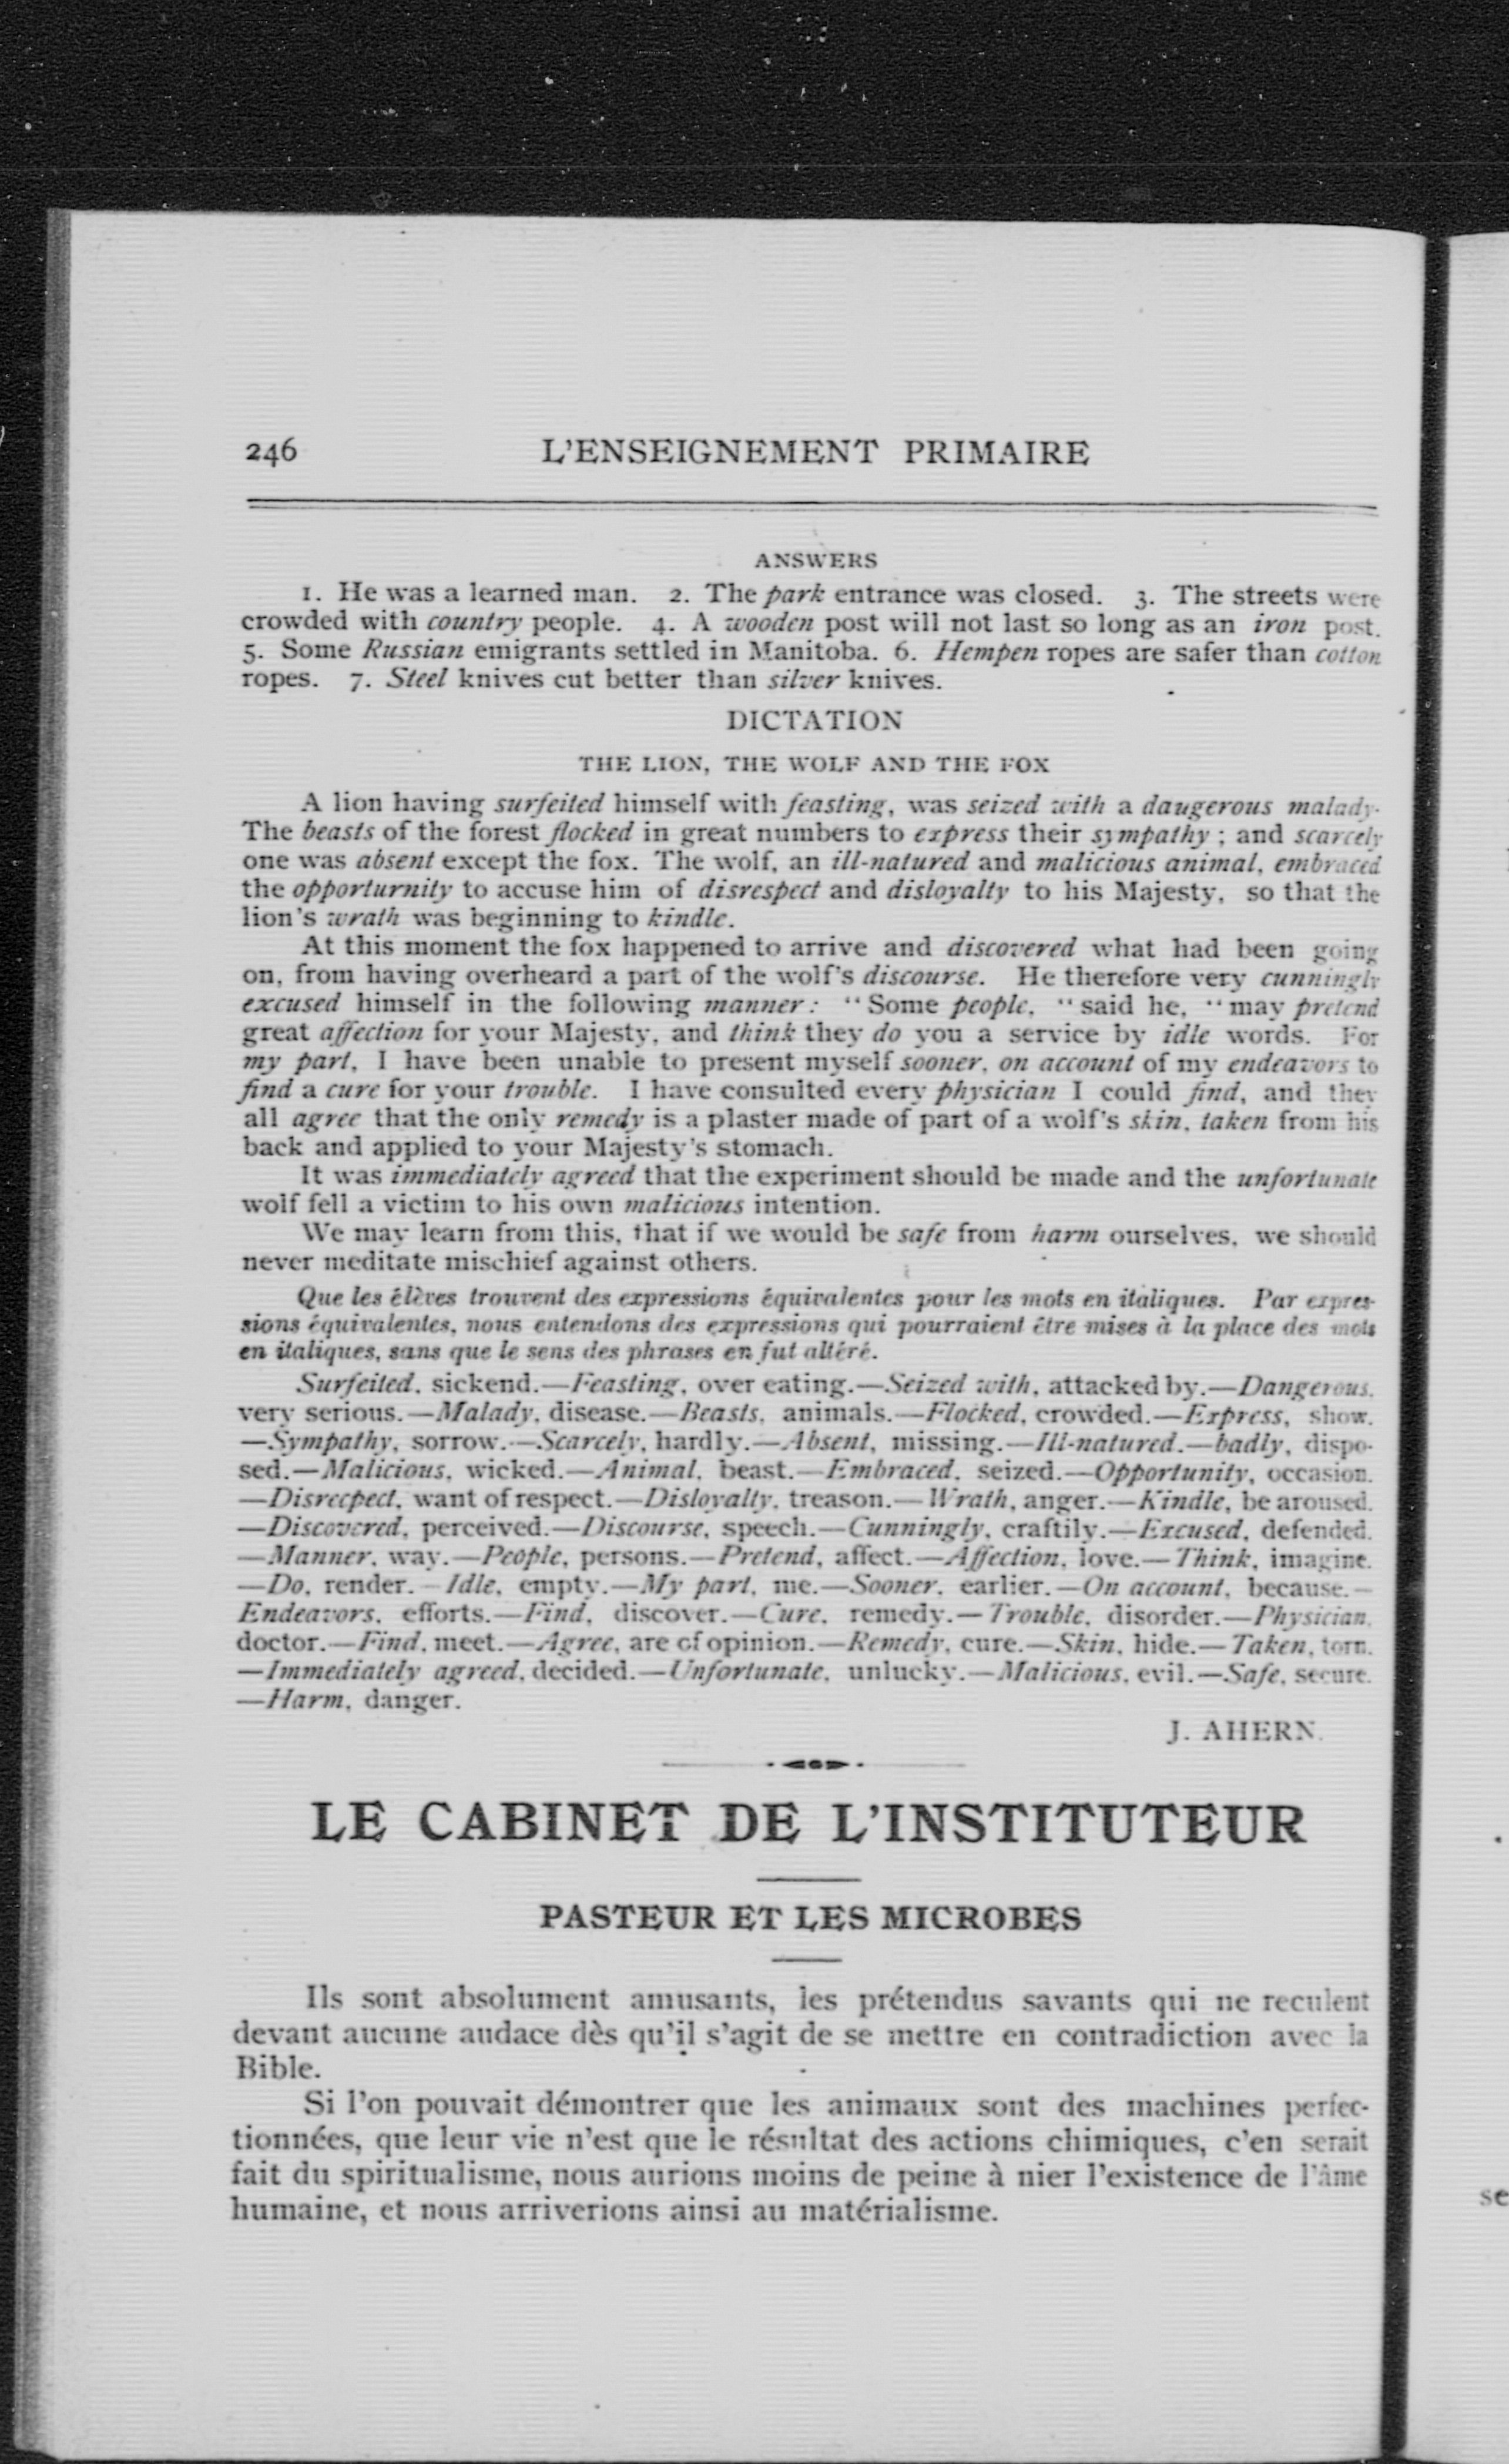 246 L'ENSEIGNEMENT PRIMAIRE
ANSWERS
1. He was a learned man. 2. The park entrance was closed. 3. The streets were
crowded with country people. 4. A wooden post will not last so long as an iron post.
5. Some Russian emigrants settled in Manitoba. 6. Hempen ropes are safer than cotton
ropes. 7. Steel knives cut better than silver knives.
DICTATION
THE LION, THE WOLF AND THE FOX
A lion having surfeited himself with feasting, was seized with a daugerous malady.
The beasts of the forest flocked in great numbers to express their sympathy ; and scarcely
one was absent except the fox. The wolf, an ill-natured and malicious animal, embraced
the opporturnity to accuse him of disrespect and disloyalty to his Majesty, so that the
lion's wrath was beginning to kindle.
At this moment the fox happened to arrive and discovered what had been going
on, from having overheard a part of the wolf's discourse. He therefore very cunningly
excused himself in the following manner : "Some people, "said he, "may pretend
great affection for your Majesty, and think they do you a service by idle words. For
my part, I have been unable to present myself sooner, on account of my endeavors to
find a cure for your trouble. I have consulted every physician I could find, and they
all agree that the only remedy is a plaster made of part of a wolf's skin, taken from his
back and applied to your Majesty's stomach.
It was immediately agreed that the experiment should be made and the unfortunate
wolf fell a victim to his own malicious intention.
We may learn from this, that if we would be safe from harm ourselves, we should
never meditate mischief against others.
Que les élèves trouvent des expressions équivalentes pour les mots en italiques. Par expres-
sions équivalentes, nous entendons des expressions qui pourraient être mises à la place des mots
en italiques, sans que le sens des phrases en fut altéré.
Surfeited, sickend.—Feasting, over eating.—Seized with, attacked by.—Dangerous,
very serious.—Malady, disease.—Beasts, animals.—Flocked, crowded.—Express, show.
—Sympathy, sorrow.—Scarcely, hardly.—Absent, missing.—Ill-natured.—badly, dispo-
sed.—Malicious, wicked.—Animal, beast.—Embraced, seized.—Opportunity, occasion.
—Disrecpect, want of respect.—Disloyalty, treason.—Wrath, anger.—Kindle, be aroused.
—Discovered, perceived.—Discourse, speech.—Cunningly, craftily.—Excused, defended.
—Manner, way.—People, persons.—Pretend, affect.—Affection, love.—Think, imagine.
—Do, render.—Idle, empty.—My part, me.—Sooner, earlier.—On account, because.—
Endeavors, efforts.—Find, discover.—Cure, remedy.—Trouble, disorder.—Physician,
doctor.—Find, meet.—Agree, are of opinion.—Remedy, cure.—Skin, hide.—Taken, torn.
—Immediately agreed, decided.—Unfortunate, unlucky.—Malicious, evil.—Safe, secure.
—Harm, danger.
J. AHERN.
LE CABINET DE L'INSTITUTEUR
PASTEUR ET LES MICROBES
Ils sont absolument amusants, les prétendus savants qui ne reculent
devant aucune audace dès qu'il s'agit de se mettre en contradiction avec la
Bible.
Si l'on pouvait démontrer que les animaux sont des machines perfec-
tionnées, que leur vie n'est que le résultat des actions chimiques, c'en serait
fait du spiritualisme, nous aurions moins de peine à nier l'existence de l'âme
humaine, et nous arriverions ainsi au matérialisme.
se